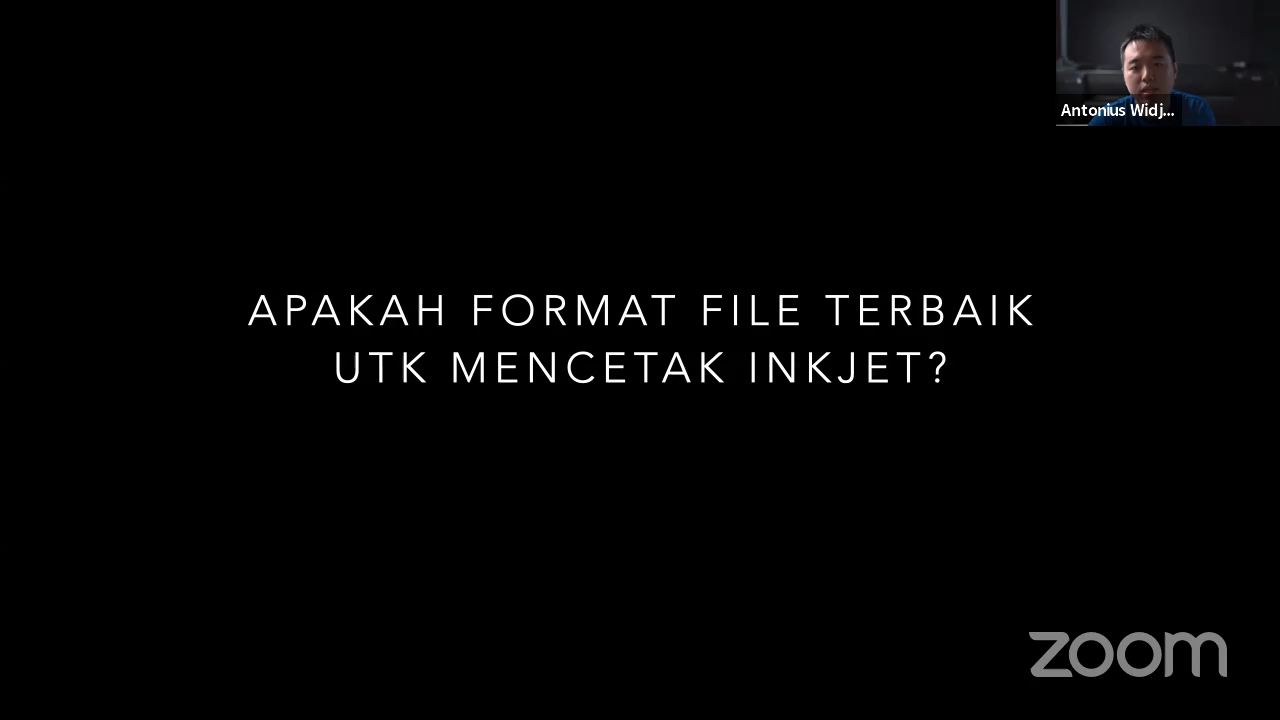 Antonius Widj...
APAKAH FORMAT FILE TERBAIK
UTK MENCETAK INKJET?
zoom